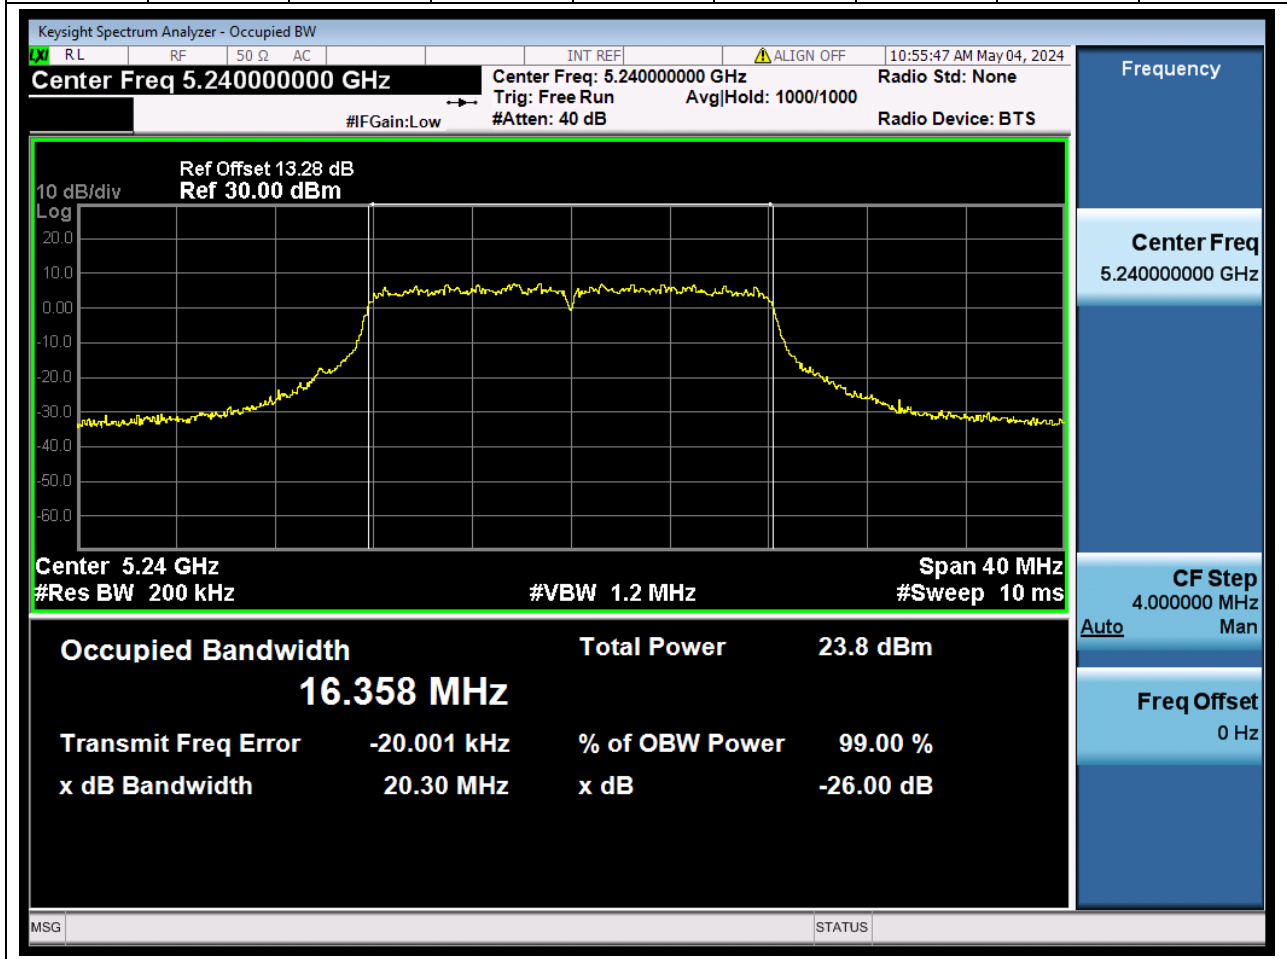 Keysight Spectrum Analyzer - Occupied BW
LXI RL RF 50 Ω AC INT REF ALIGN OFF 10:55:47 AM May 04, 2024
Center Freq 5.240000000 GHz
Center Freq: 5.240000000 GHz
Radio Std: None
Trig: Free Run Avg|Hold: 1000/1000
#IFGain:Low
#Atten: 40 dB
Radio Device: BTS
Ref Offset 13.28 dB
10 dB/div Ref 30.00 dBm
Log
20.0
10.0
0.00
-10.0
-20.0
-30.0
-40.0
-50.0
-60.0
Center 5.24 GHz Span 40 MHz
#Res BW 200 kHz #VBW 1.2 MHz #Sweep 10 ms
Occupied Bandwidth Total Power 23.8 dBm
16.358 MHz
Transmit Freq Error -20.001 kHz % of OBW Power 99.00 %
x dB Bandwidth 20.30 MHz x dB -26.00 dB
MSG STATUS
Frequency
Center Freq
5.240000000 GHz
CF Step
4.000000 MHz
Auto Man
Freq Offset
0 Hz